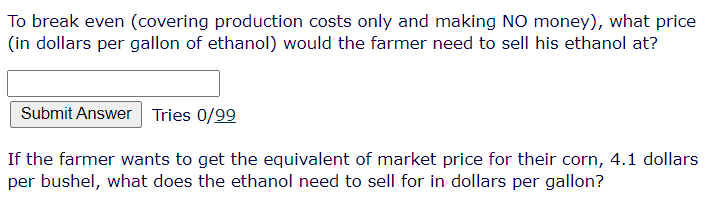 To break even (covering production costs only and making NO money), what price
(in dollars per gallon of ethanol) would the farmer need to sell his ethanol at?
Submit Answer Tries 0/99
If the farmer wants to get the equivalent of market price for their corn, 4.1 dollars
per bushel, what does the ethanol need to sell for in dollars per gallon?